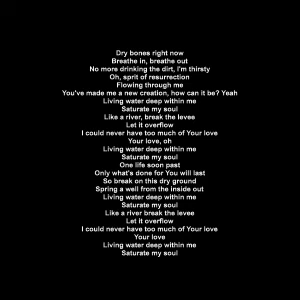 Dry bones right now
Breathe in, breathe out
No more drinking the dirt, I'm thirsty
Oh, sprit of resurrection
Flowing through me
You've made me a new creation, how can it be? Yeah
Living water deep within me
Saturate my soul
Like a river, break the levee
Let it overflow
I could never have too much of Your love
Your love, oh
Living water deep within me
Saturate my soul
One life soon past
Only what's done for You will last
So break on this dry ground
Spring a well from the inside out
Living water deep within me
Saturate my soul
Like a river break the levee
Let it overflow
I could never have too much of Your love
Your love
Living water deep within me
Saturate my soul